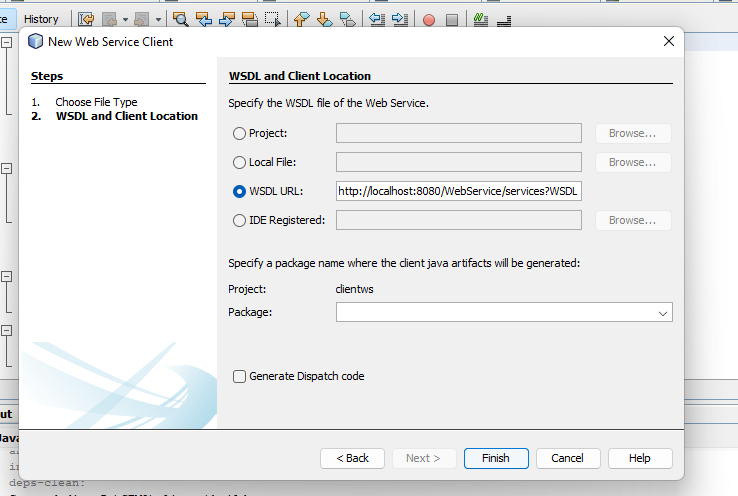 History
New Web Service Client
Steps
1. Choose File Type
2. WSDL and Client Location
WSDL and Client Location
Specify the WSDL file of the Web Service.
Project: Browse...
Local File: Browse...
WSDL URL: http://localhost:8080/WebService/services?WSDL
IDE Registered: Browse...
Specify a package name where the client java artifacts will be generated:
Project: clientws
Package:
Generate Dispatch code
< Back Next > Finish Cancel Help
deps-clean: